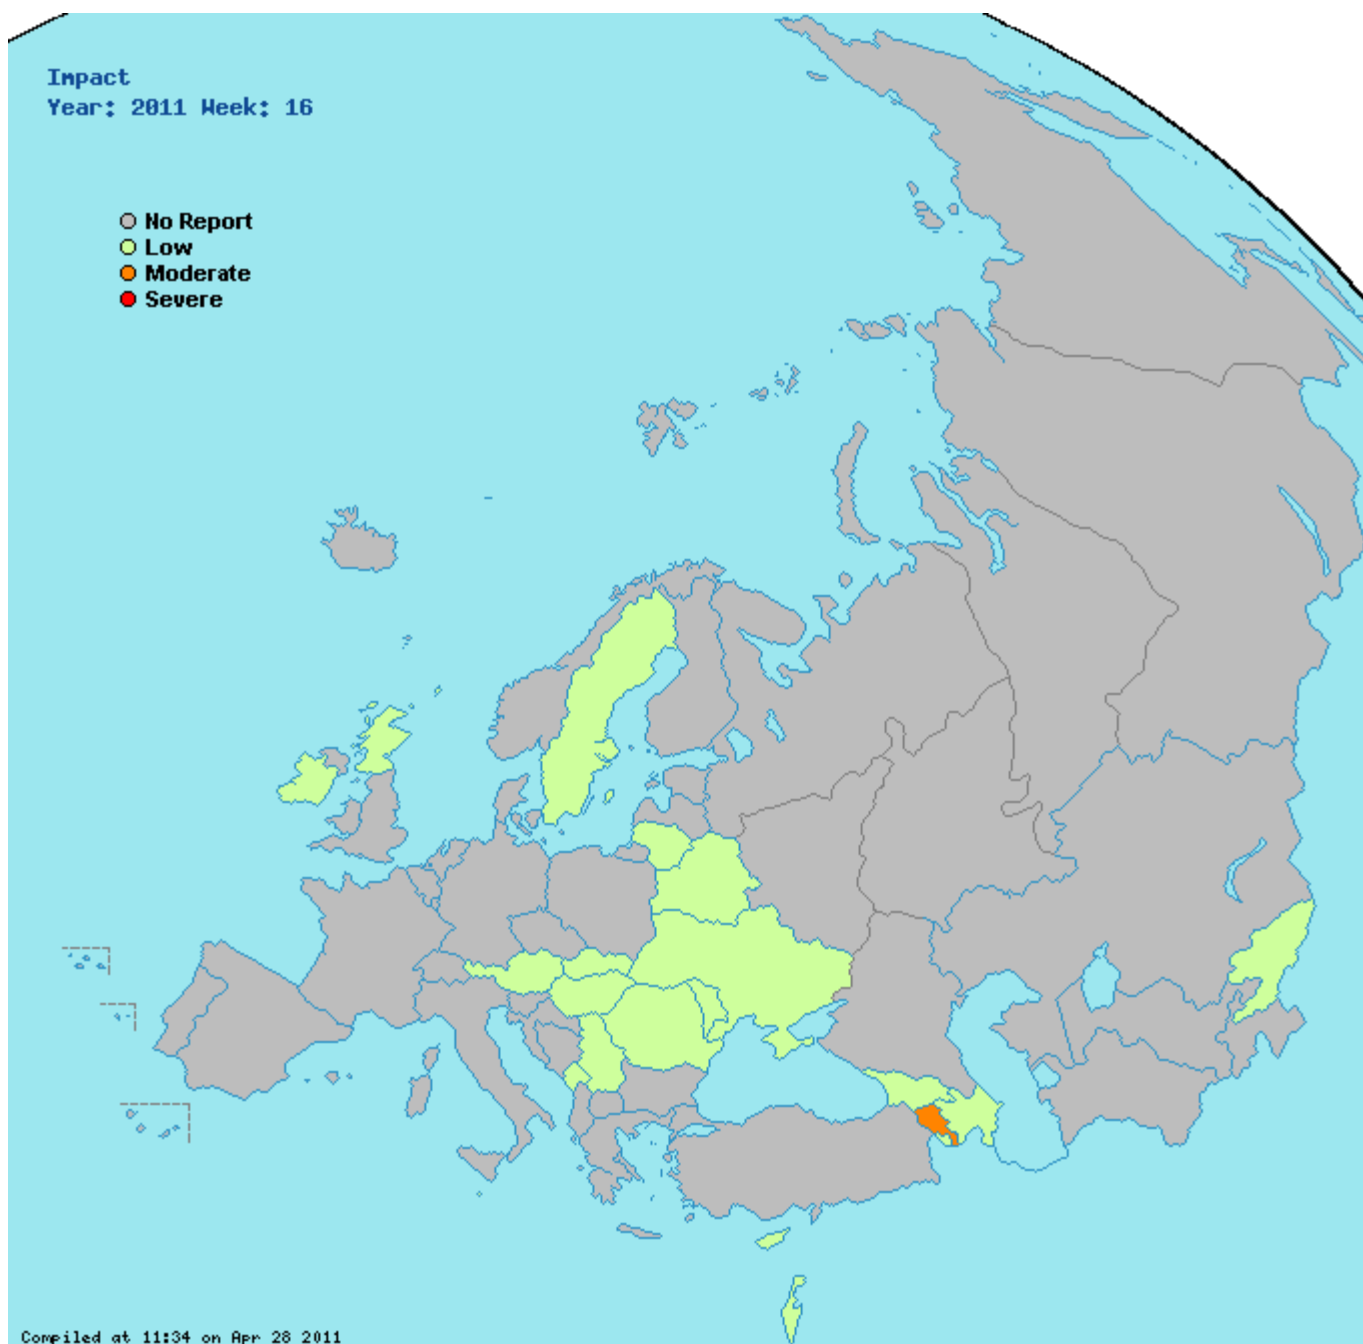 Impact
Year: 2011 Week: 16
No Report
Low
Moderate
Severe
Compiled at 11:34 on Apr 28 2011